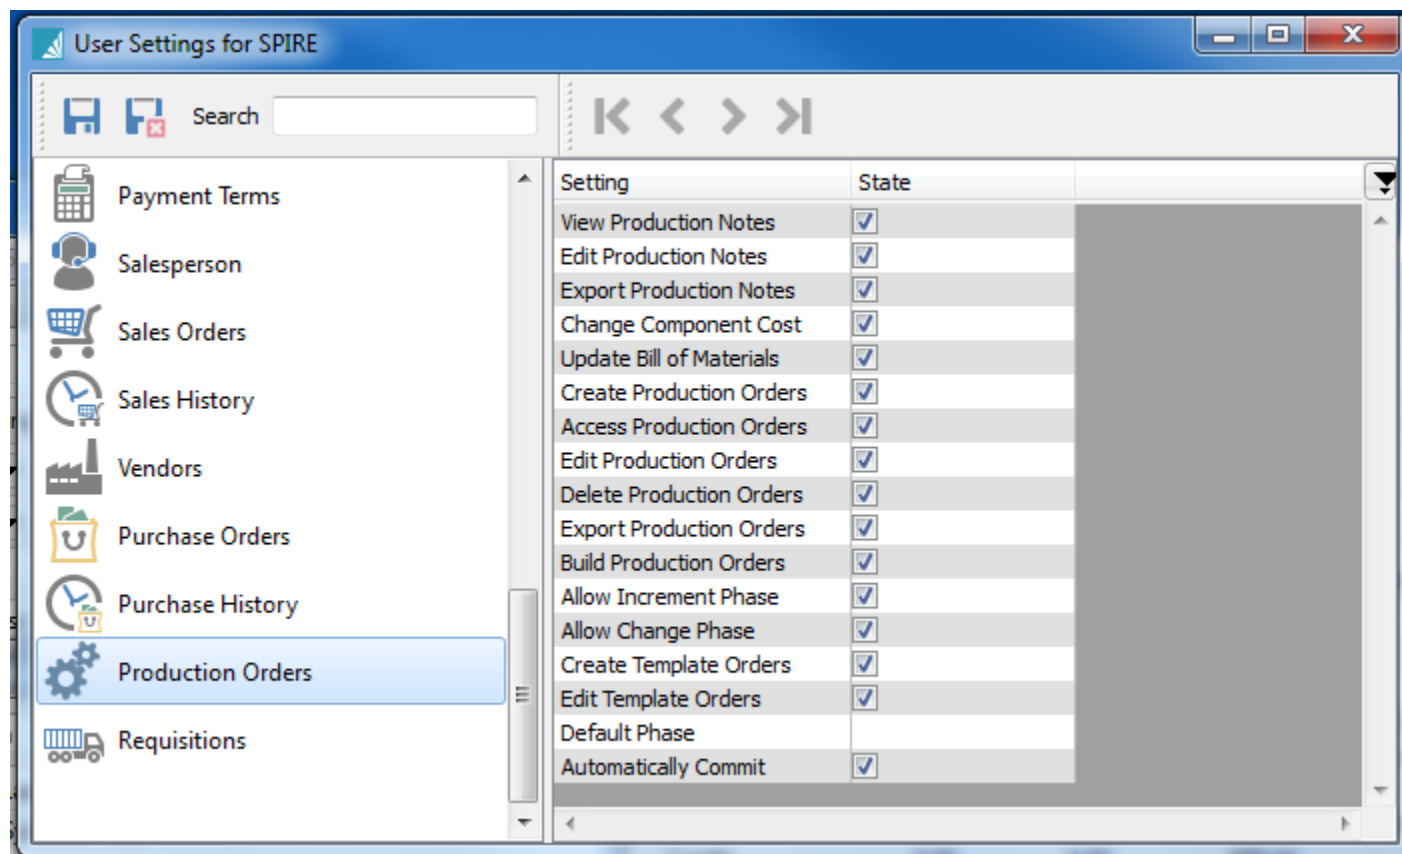 User Settings for SPIRE
Search
Payment Terms
Salesperson
Sales Orders
Sales History
Vendors
Purchase Orders
Purchase History
Production Orders
Requisitions
Setting State
View Production Notes
Edit Production Notes
Export Production Notes
Change Component Cost
Update Bill of Materials
Create Production Orders
Access Production Orders
Edit Production Orders
Delete Production Orders
Export Production Orders
Build Production Orders
Allow Increment Phase
Allow Change Phase
Create Template Orders
Edit Template Orders
Default Phase
Automatically Commit